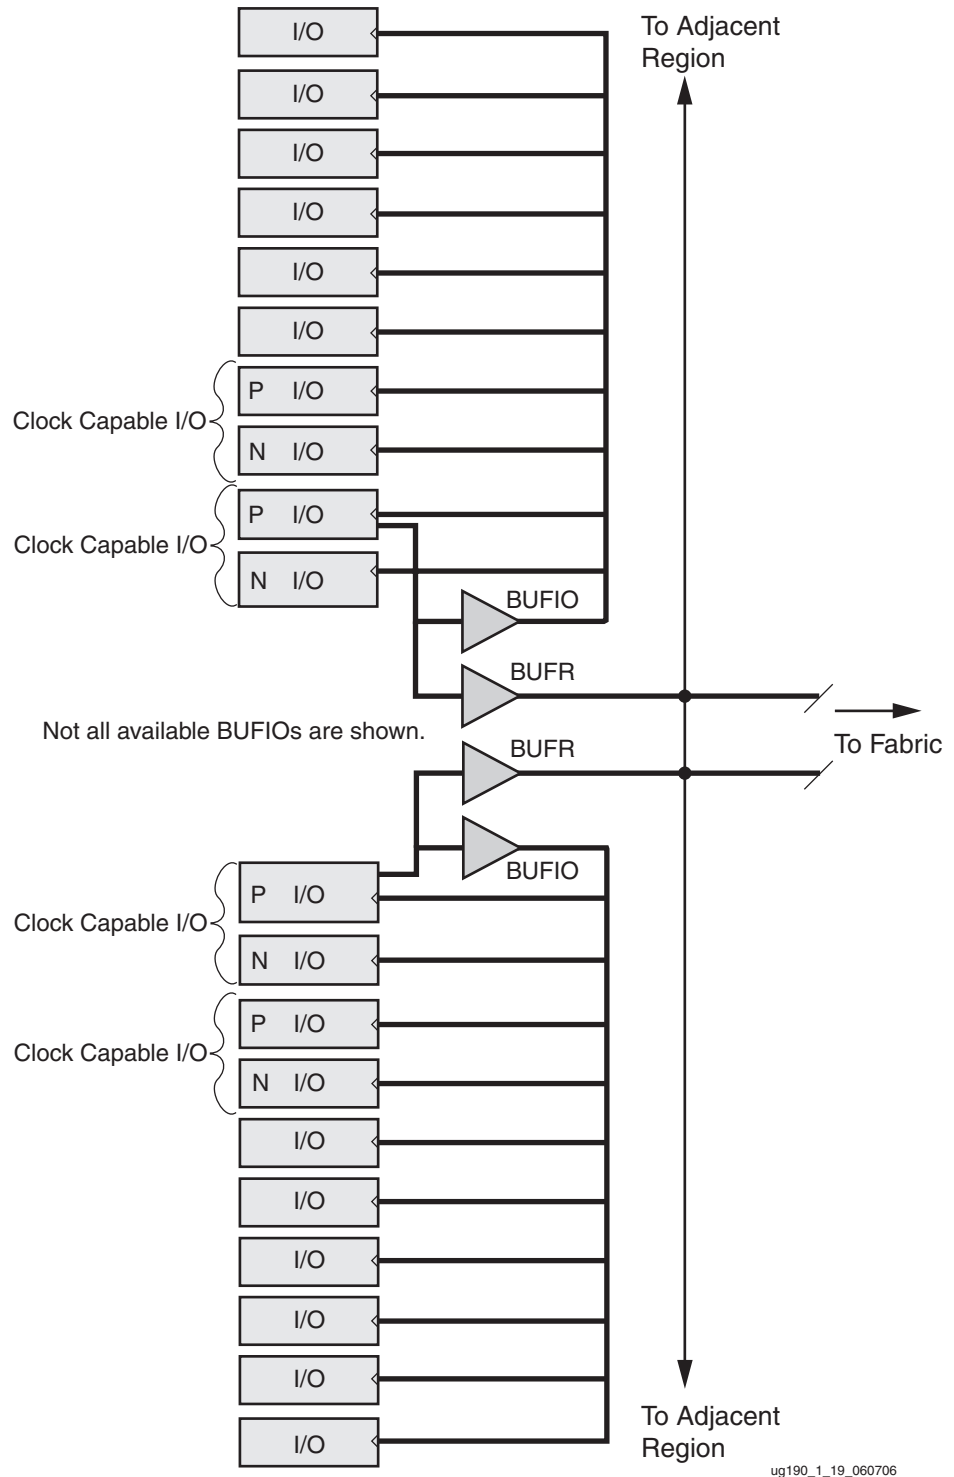 I/O
To Adjacent
Region
I/O
I/O
I/O
I/O
I/O
P I/O
Clock Capable I/O
N I/O
P I/O
Clock Capable I/O
N I/O
BUFIO
BUFR
Not all available BUFIOs are shown.
To Fabric
BUFR
BUFIO
P I/O
Clock Capable I/O
N I/O
P I/O
Clock Capable I/O
N I/O
I/O
I/O
I/O
I/O
I/O
I/O
To Adjacent
Region
ug190_1_19_060706